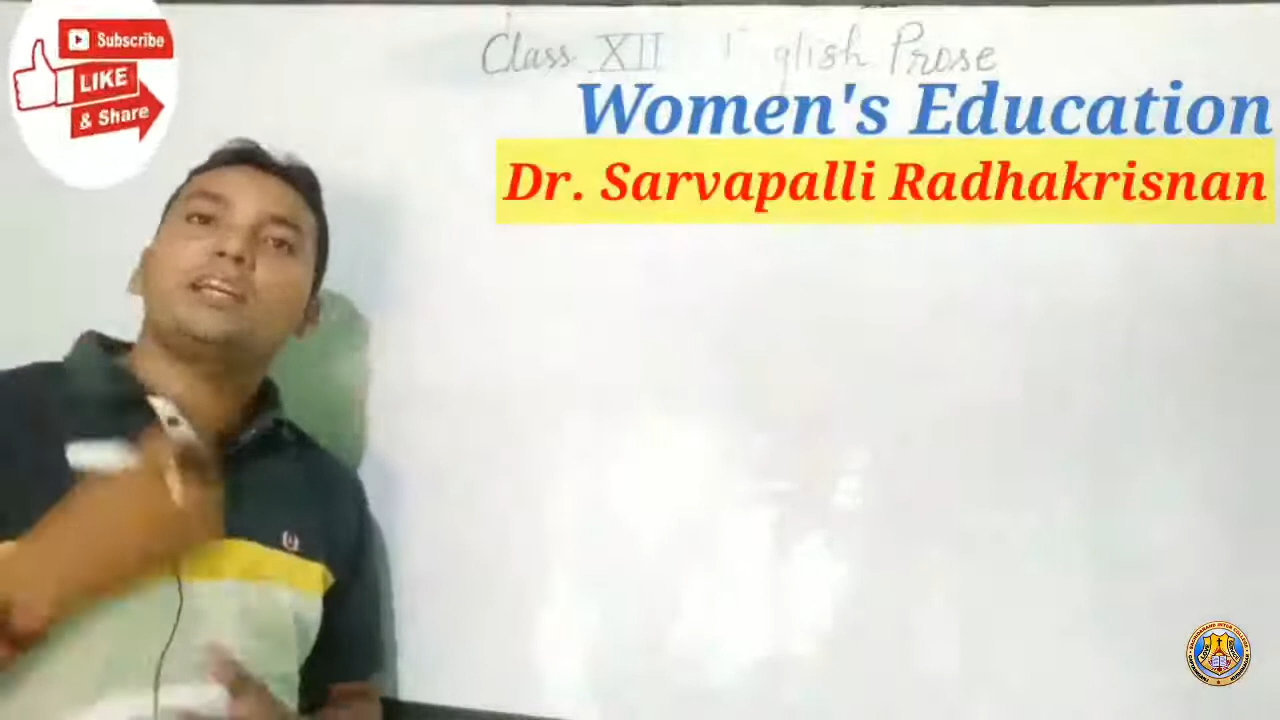 Subscribe
LIKE
& Share
Class XII glish Prose
Women's Education
Dr. Sarvapalli Radhakrisnan